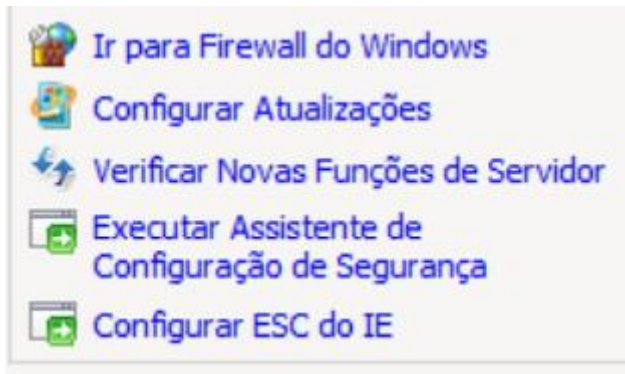 Ir para Firewall do Windows
Configurar Atualizações
Verificar Novas Funções de Servidor
Executar Assistente de
Configuração de Segurança
Configurar ESC do IE